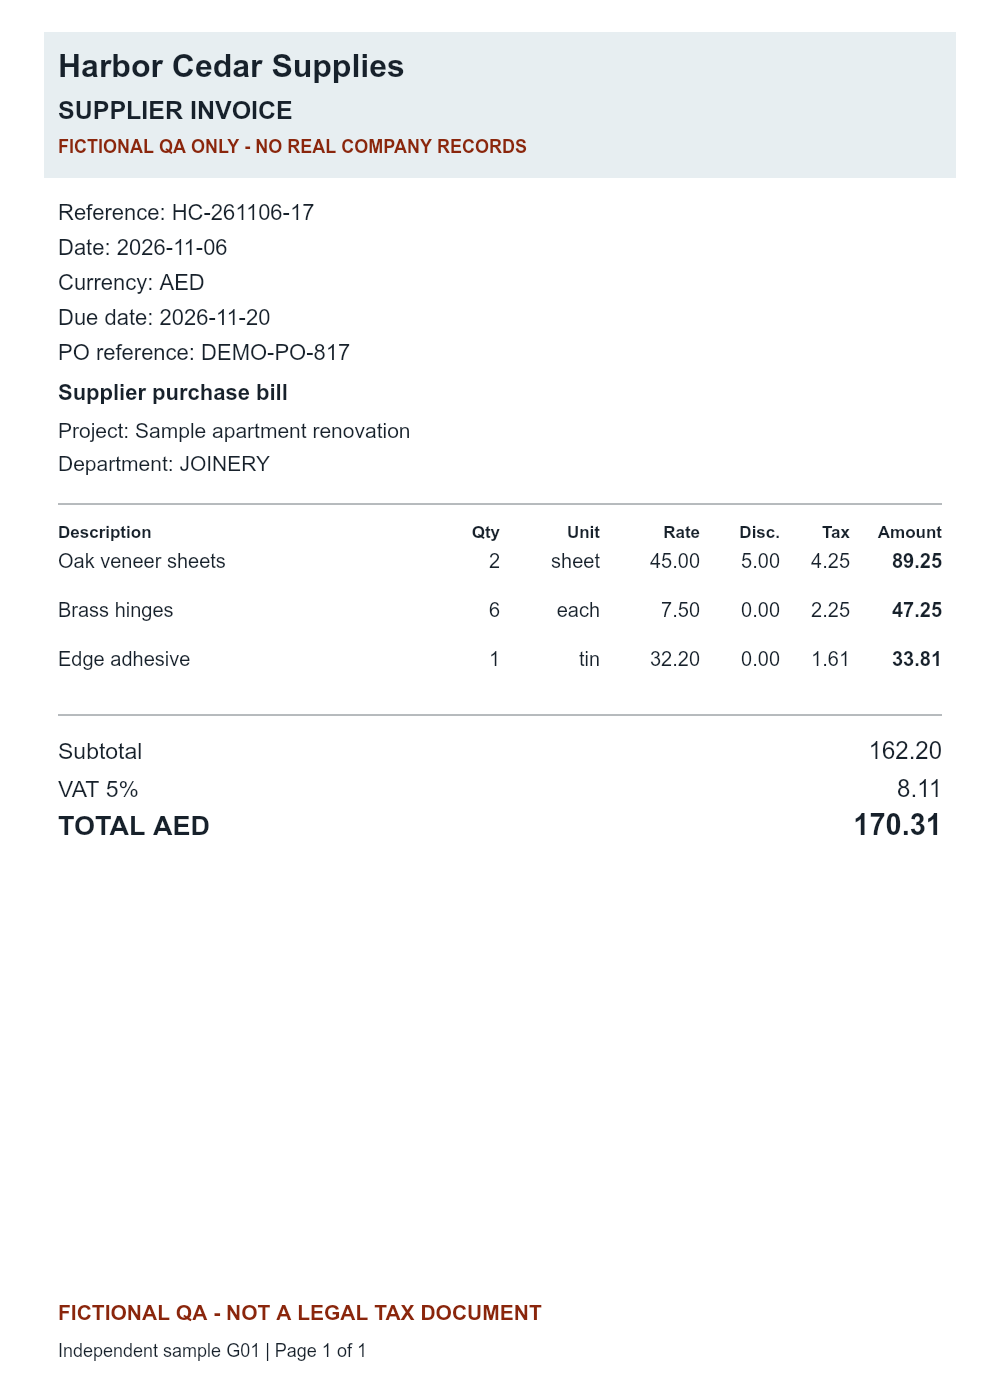 Harbor Cedar Supplies
SUPPLIER INVOICE
FICTIONAL QA ONLY - NO REAL COMPANY RECORDS
Reference: HC-261106-17
Date: 2026-11-06
Currency: AED
Due date: 2026-11-20
PO reference: DEMO-PO-817
Supplier purchase bill
Project: Sample apartment renovation
Department: JOINERY
Description Qty Unit Rate Disc. Tax Amount
Oak veneer sheets 2 sheet 45.00 5.00 4.25 89.25
Brass hinges 6 each 7.50 0.00 2.25 47.25
Edge adhesive 1 tin 32.20 0.00 1.61 33.81
Subtotal 162.20
VAT 5% 8.11
TOTAL AED 170.31
FICTIONAL QA - NOT A LEGAL TAX DOCUMENT
Independent sample G01 | Page 1 of 1